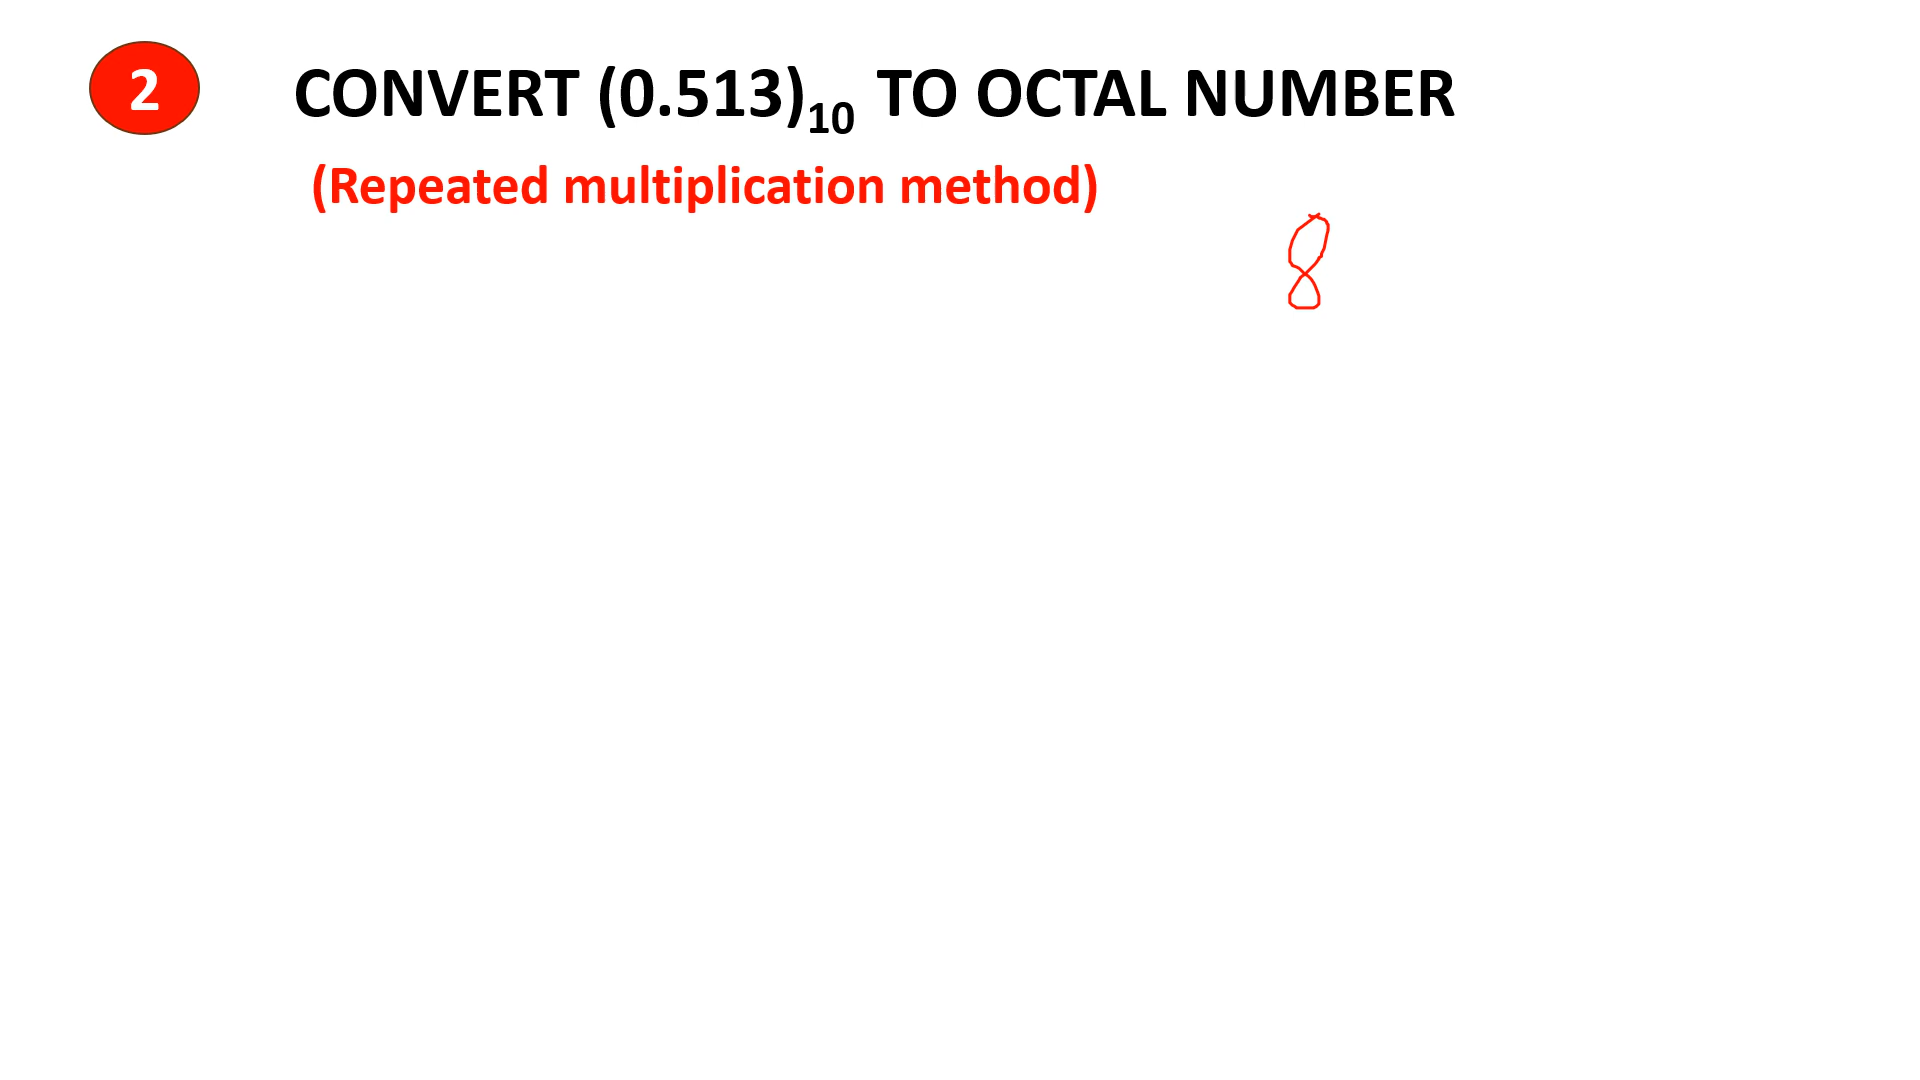 2 CONVERT (0.513)₁₀ TO OCTAL NUMBER
(Repeated multiplication method)
8